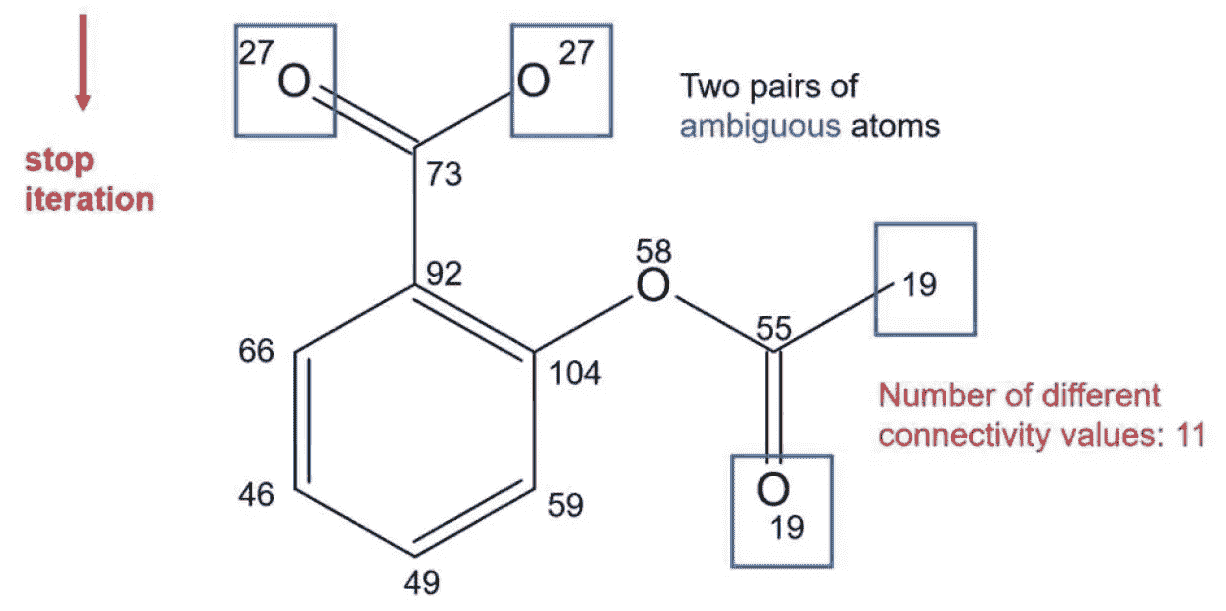 27
O
O
27
Two pairs of
ambiguous atoms
stop
iteration
73
58
O
92
19
55
66
104
Number of different
connectivity values: 11
46
59
O
19
49